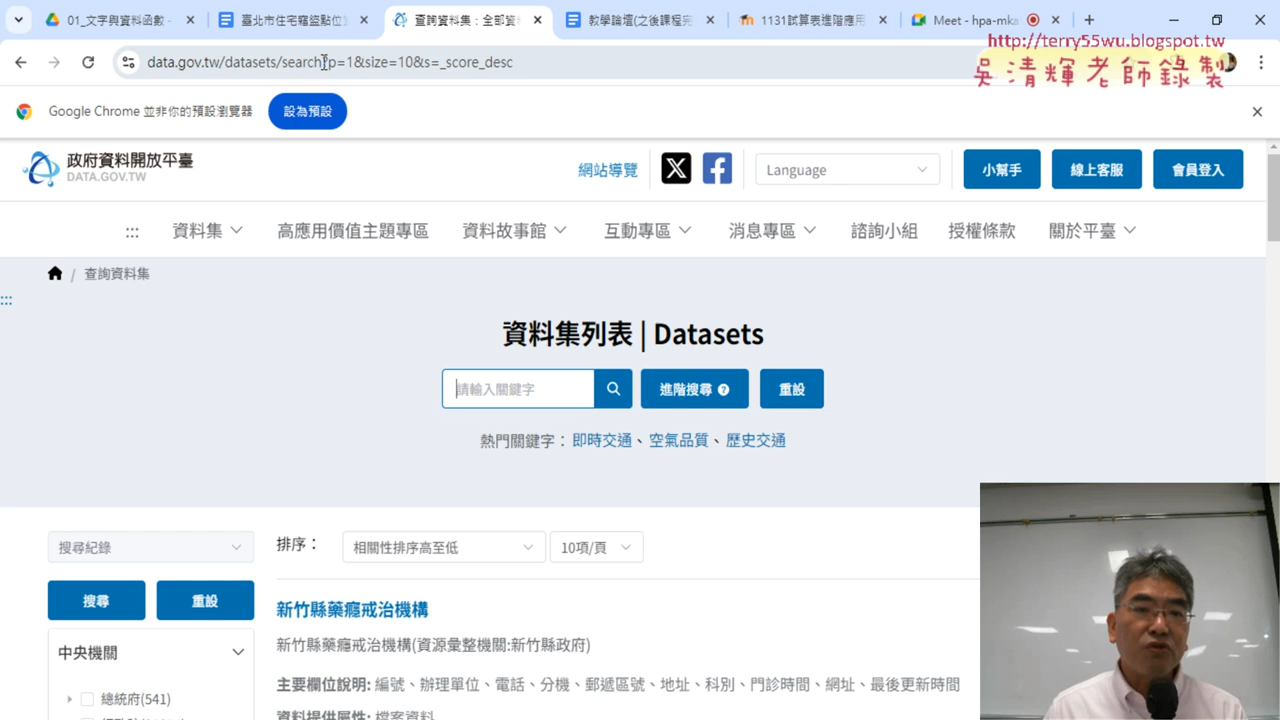 01_文字與資料函數 -
臺北市住宅竊盜點位
查詢資料集：全部資
教學論壇(之後課程完
1131試算表進階應用
Meet - hpa-mka
http://terry55wu.blogspot.tw
吳清輝老師錄製
data.gov.tw/datasets/search?p=1&size=10&s=_score_desc
Google Chrome 並非你的預設瀏覽器
設為預設
政府資料開放平臺
DATA.GOV.TW
網站導覽
Language
小幫手
線上客服
會員登入
資料集
高應用價值主題專區
資料故事館
互動專區
消息專區
諮詢小組
授權條款
關於平臺
/ 查詢資料集
資料集列表 | Datasets
請輸入關鍵字
進階搜尋
重設
熱門關鍵字：即時交通、空氣品質、歷史交通
搜尋紀錄
排序：
相關性排序高至低
10項/頁
搜尋
重設
新竹縣藥癮戒治機構
新竹縣藥癮戒治機構(資源彙整機關:新竹縣政府)
中央機關
主要欄位說明: 編號、辦理單位、電話、分機、郵遞區號、地址、科別、門診時間、網址、最後更新時間
總統府(541)
資料提供屬性: 檔案資料